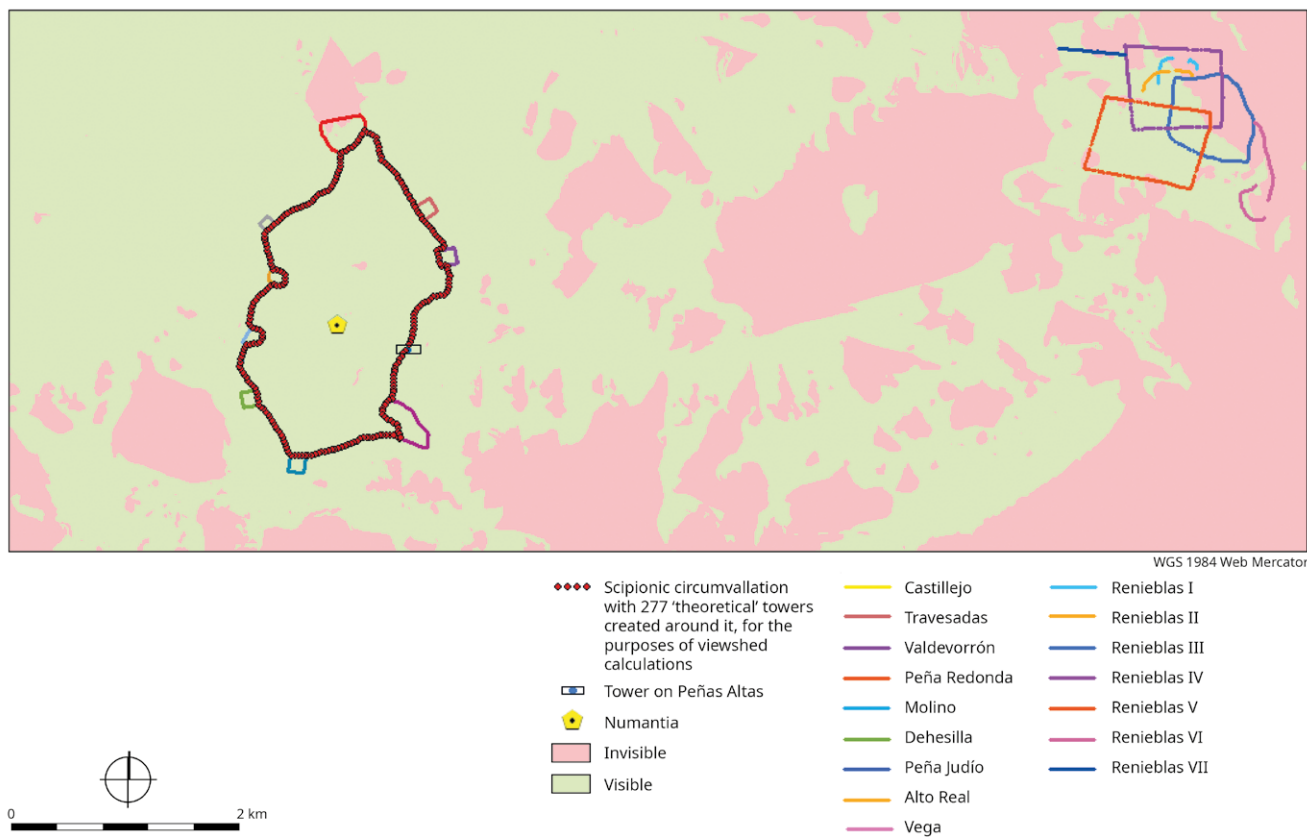 WGS 1984 Web Mercator
Scipionic circumvallation
with 277 ‘theoretical’ towers
created around it, for the
purposes of viewshed
calculations
Tower on Peñas Altas
Numantia
Invisible
Visible
Castillejo
Travesadas
Valdevorrón
Peña Redonda
Molino
Dehesilla
Peña Judío
Alto Real
Vega
Renieblas I
Renieblas II
Renieblas III
Renieblas IV
Renieblas V
Renieblas VI
Renieblas VII
0
2 km